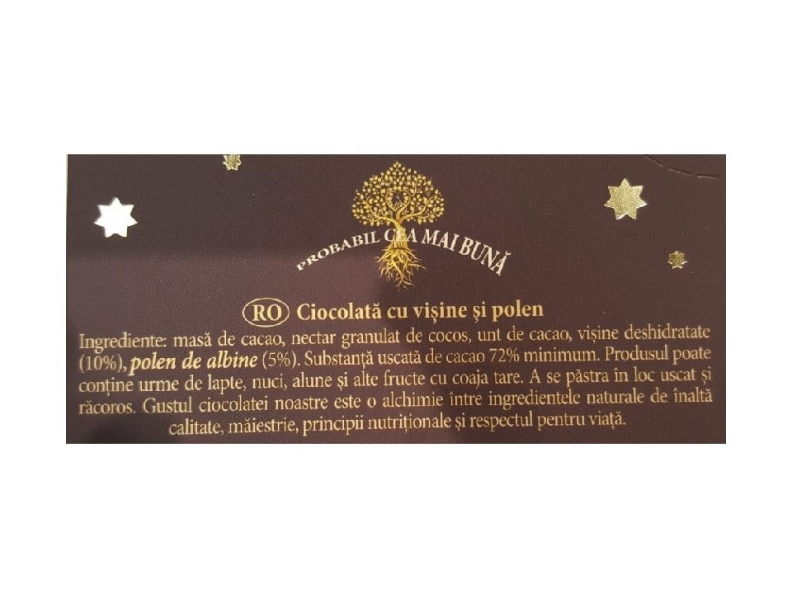 PROBABIL CEA MAI BUNĂ
RO Ciocolată cu vișine și polen
Ingrediente: masă de cacao, nectar granulat de cocos, unt de cacao, vișine deshidratate
(10%), polen de albine (5%). Substanță uscată de cacao 72% minimum. Produsul poate
conține urme de lapte, nuci, alune și alte fructe cu coaja tare. A se păstra în loc uscat și
răcoros. Gustul ciocolatei noastre este o alchimie între ingredientele naturale de înaltă
calitate, măiestrie, principii nutriționale și respectul pentru viață.